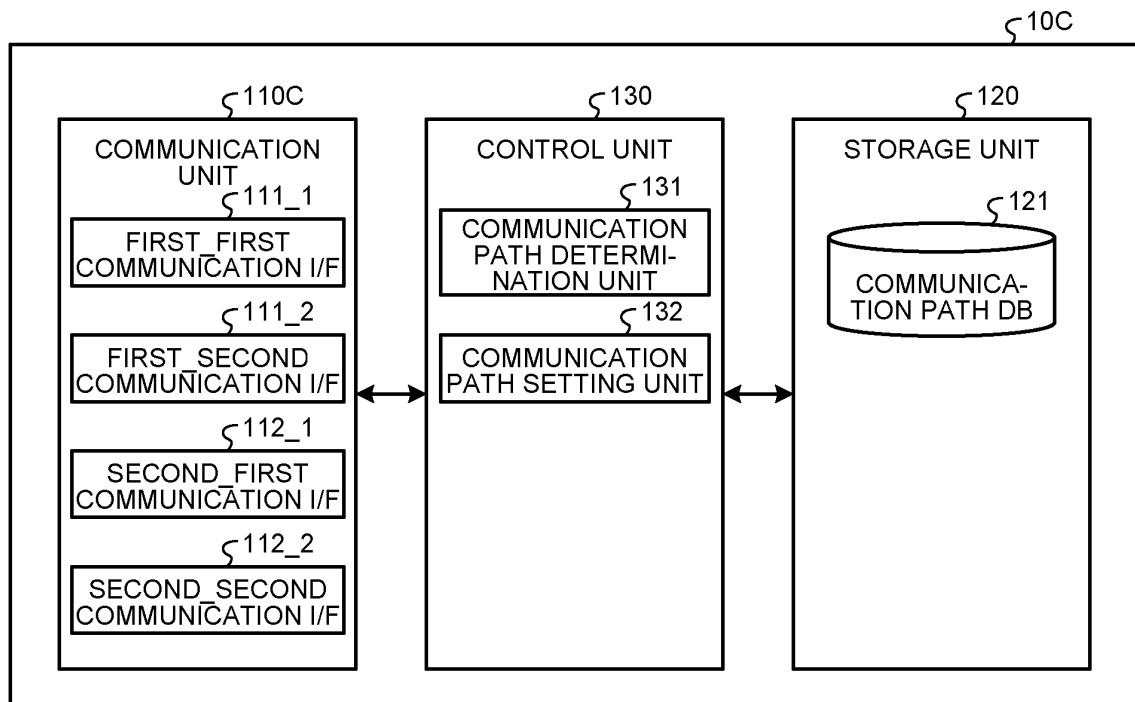 10C
110C
COMMUNICATION
UNIT
111_1
FIRST_FIRST
COMMUNICATION I/F
111_2
FIRST_SECOND
COMMUNICATION I/F
112_1
SECOND_FIRST
COMMUNICATION I/F
112_2
SECOND_SECOND
COMMUNICATION I/F
130
CONTROL UNIT
131
COMMUNICATION
PATH DETERMI-
NATION UNIT
132
COMMUNICATION
PATH SETTING UNIT
120
STORAGE UNIT
121
COMMUNICA-
TION PATH DB